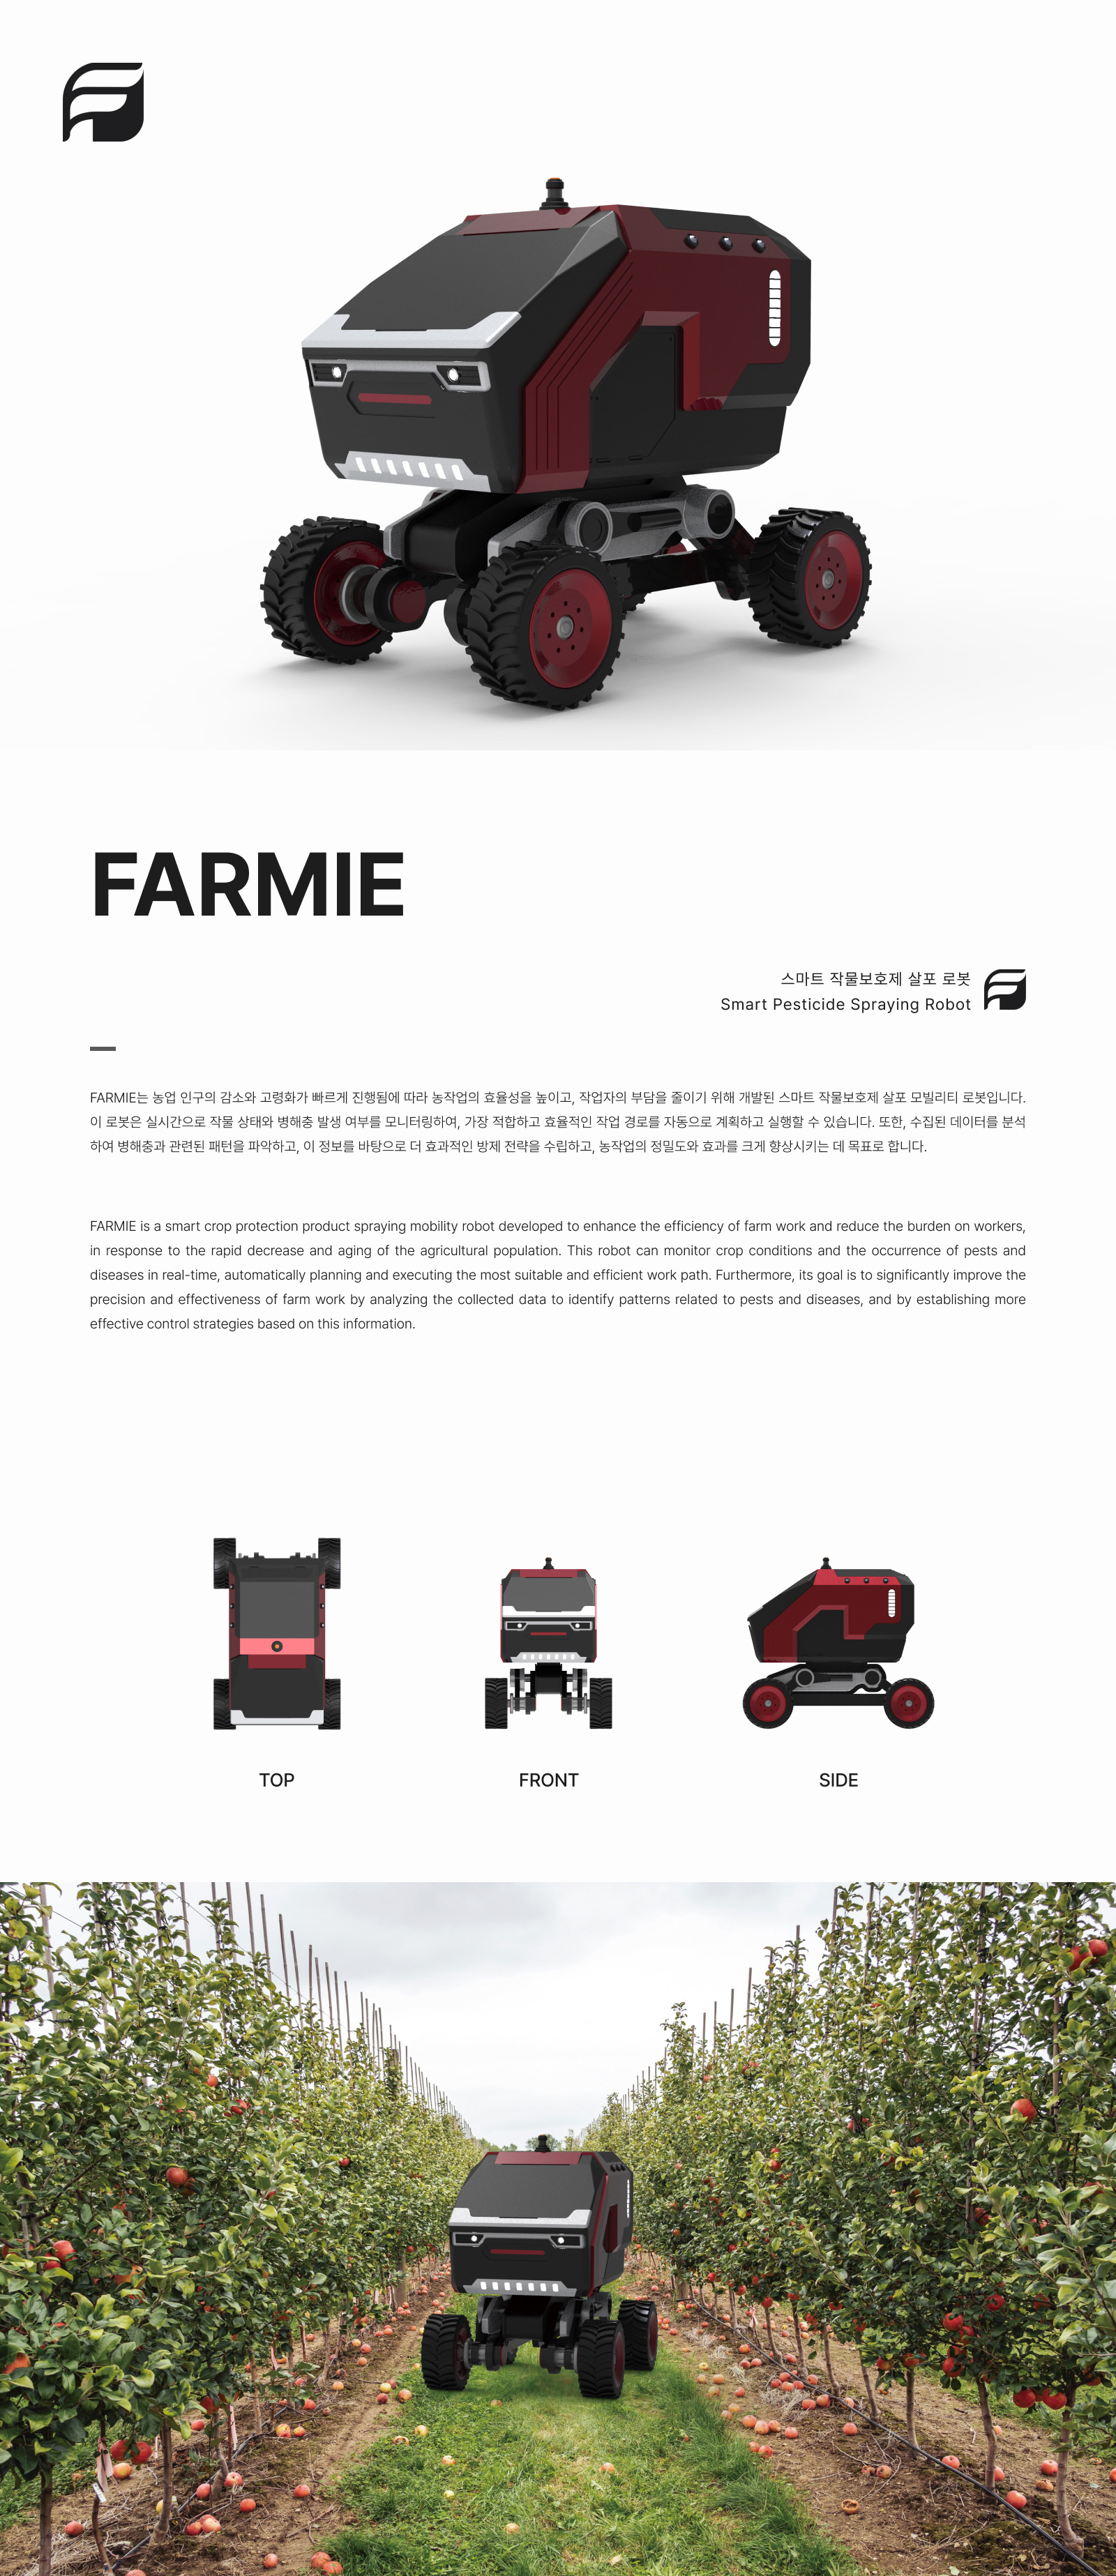 FARMIE
스마트 작물보호제 살포 로봇
Smart Pesticide Spraying Robot
FARMIE는 농업 인구의 감소와 고령화가 빠르게 진행됨에 따라 농작업의 효율성을 높이고, 작업자의 부담을 줄이기 위해 개발된 스마트 작물보호제 살포 모빌리티 로봇입니다.
이 로봇은 실시간으로 작물 상태와 병해충 발생 여부를 모니터링하여, 가장 적합하고 효율적인 작업 경로를 자동으로 계획하고 실행할 수 있습니다. 또한, 수집된 데이터를 분석
하여 병해충과 관련된 패턴을 파악하고, 이 정보를 바탕으로 더 효과적인 방제 전략을 수립하고, 농작업의 정밀도와 효과를 크게 향상시키는 데 목표로 합니다.
FARMIE is a smart crop protection product spraying mobility robot developed to enhance the efficiency of farm work and reduce the burden on workers,
in response to the rapid decrease and aging of the agricultural population. This robot can monitor crop conditions and the occurrence of pests and
diseases in real-time, automatically planning and executing the most suitable and efficient work path. Furthermore, its goal is to significantly improve the
precision and effectiveness of farm work by analyzing the collected data to identify patterns related to pests and diseases, and by establishing more
effective control strategies based on this information.
TOP
FRONT
SIDE